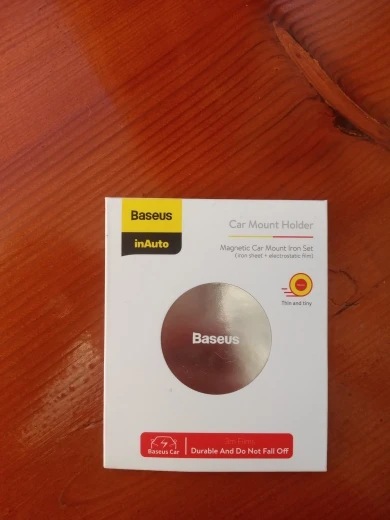 Baseus
inAuto
Car Mount Holder
Magnetic Car Mount Iron Set
( iron sheet + electrostatic film)
Thin and tiny
Baseus
Baseus Car
Durable And Do Not Fall Off